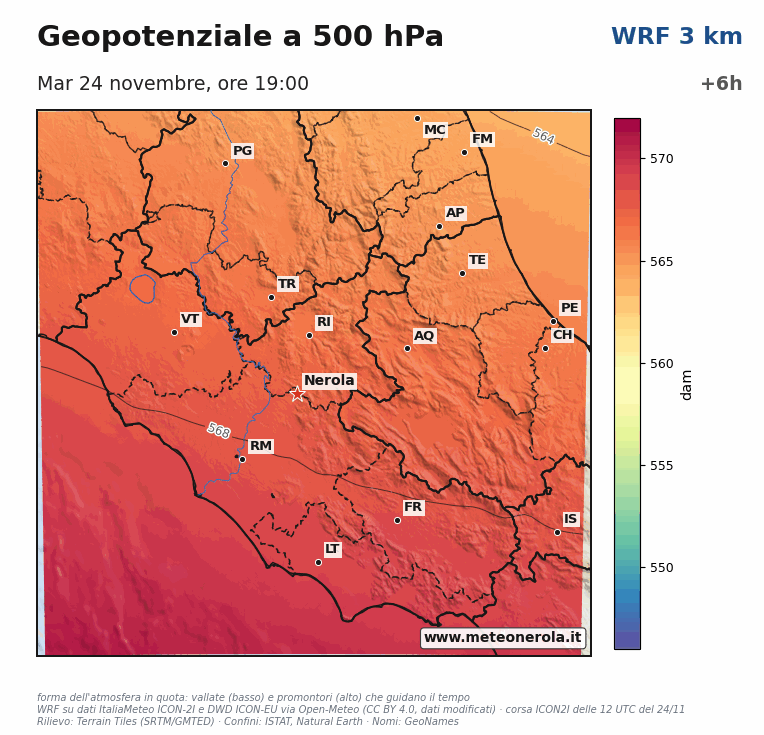 Geopotenziale a 500 hPa
WRF 3 km
Mar 24 novembre, ore 19:00
+6h
MC
FM
564
PG
570
AP
TE
565
TR
PE
VT
RI
AQ
CH
560
Nerola
dam
568
RM
555
FR
IS
LT
550
www.meteonerola.it
forma dell'atmosfera in quota: vallate (basso) e promontori (alto) che guidano il tempo
WRF su dati ItaliaMeteo ICON-2I e DWD ICON-EU via Open-Meteo (CC BY 4.0, dati modificati) · corsa ICON2I delle 12 UTC del 24/11
Rilievo: Terrain Tiles (SRTM/GMTED) · Confini: ISTAT, Natural Earth · Nomi: GeoNames